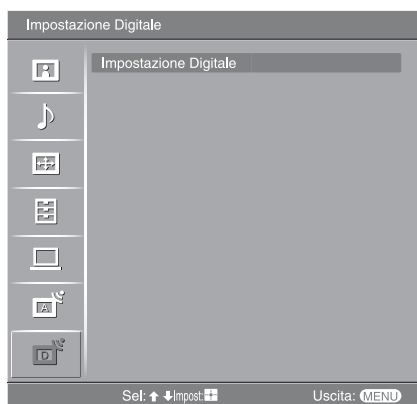 Impostazione Digitale
Impostazione Digitale
A
D
Sel: Impost: Uscita: MENU